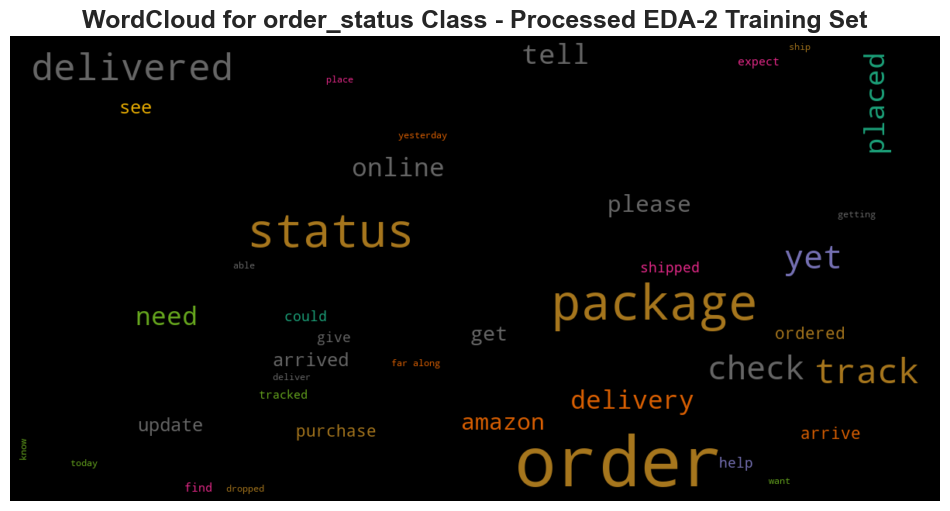 WordCloud for order_status Class - Processed EDA-2 Training Set
delivered
tell
ship
expect
place
placed
see
yesterday
online
please
getting
status
yet
able
shipped
package
need
could
give
get
ordered
arrived
far along
check
track
deliver
tracked
delivery
update
purchase
amazon
arrive
order
help
know
today
want
find
dropped